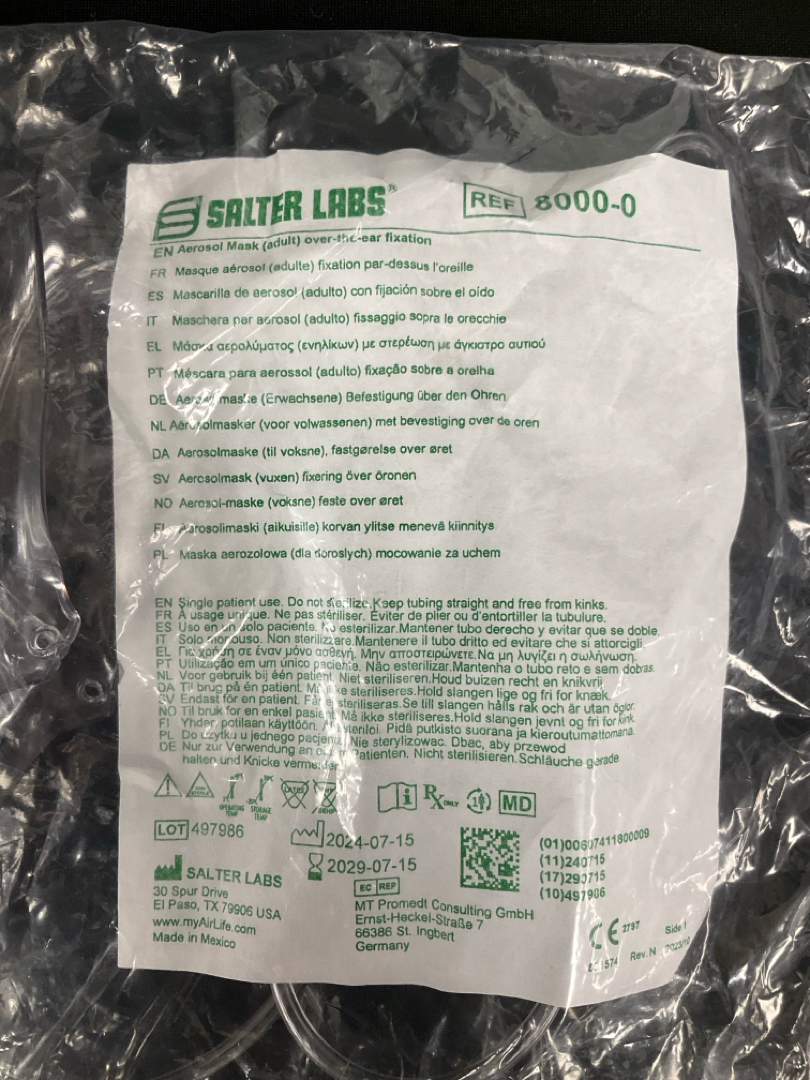 SALTER LABS®
REF 8000-0
EN Aerosol Mask (adult) over-the-ear fixation
FR Masque aérosol (adulte) fixation par-dessus l'oreille
ES Mascarilla de aerosol (adulto) con fijación sobre el oído
IT Maschera per aerosol (adulto) fissaggio sopra le orecchie
EL Μάσκα αερολύματος (ενηλίκων) με στερέωση με άγκιστρο αυτιού
PT Máscara para aerossol (adulto) fixação sobre a orelha
DE Aerosolmaske (Erwachsene) Befestigung über den Ohren
NL Aërosolmasker (voor volwassenen) met bevestiging over de oren
DA Aerosolmaske (til voksne), fastgørelse over øret
SV Aerosolmask (vuxen) fixering över öronen
NO Aerosol-maske (voksne) feste over øret
FI Aerosolimaski (aikuisille) korvan ylitse menevä kiinnitys
PL Maska aerozolowa (dla doroslych) mocowanie za uchem
EN Single patient use. Do not sterilize.Keep tubing straight and free from kinks.
FR À usage unique. Ne pas stériliser. Éviter de plier ou d'entortiller la tubulure.
ES Uso en un solo paciente. No esterilizar.Mantener tubo derecho y evitar que se doble.
IT Solo monouso. Non sterilizzare.Mantenere il tubo dritto ed evitare che si attorcigli.
EL Για χρήση σε έναν μόνο ασθενή. Μην αποστειρώνετε.Να μη λυγίζει η σωλήνωση.
PT Utilização em um único paciente. Não esterilizar.Mantenha o tubo reto e sem dobras.
NL Voor gebruik bij één patient. Niet steriliseren.Houd buizen recht en knikvrij
DA Til brug på én patient. Må ikke steriliseres.Hold slangen lige og fri for knæk.
SV Endast för en patient. Får ej steriliseras.Se till slangen hålls rak och är utan öglor.
NO Til bruk for en enkel pasient Må ikke steriliseres.Hold slangen jevnt og fri for kink.
FI Yhden potilaan käyttöön. steriloi. Pidä putkisto suorana ja kieroutumattomana.
PL Do użytku u jednego pacjenta. Nie sterylizowac. Dbac, aby przewod
DE Nur zur Verwendung an Patienten. Nicht sterilisieren. Schläuche gerade
halten und Knicke vermeiden
OPERATING TEMP STORAGE TEMP LATEX
Rx ONLY 1 MD
LOT 497986
2024-07-15
2029-07-15
(01)00607411800009
(11)240715
(17)290715
(10)497986
SALTER LABS
30 Spur Drive
El Paso, TX 79906 USA
www.myAirLife.com
Made in Mexico
EC REP
MT Promedt Consulting GmbH
Ernst-Heckel-Straße 7
66386 St. Ingbert
Germany
CE 2797
Side 1
Rev.N